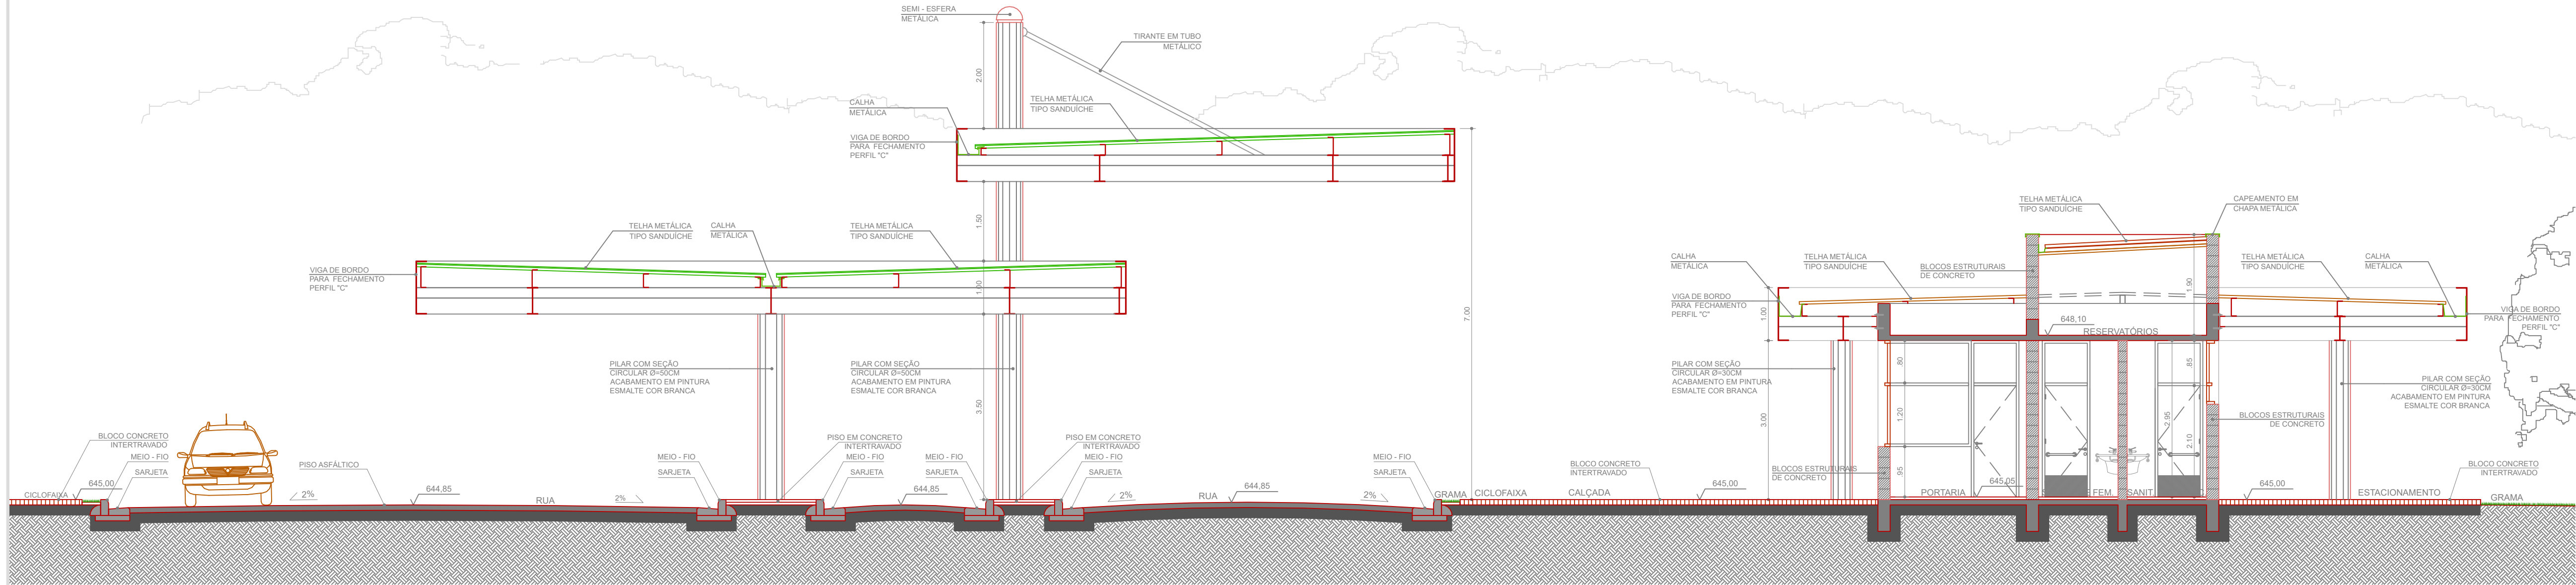 SEMI - ESFERA
METÁLICA
TIRANTE EM TUBO
METÁLICO
2.00
CALHA
METÁLICA
TELHA METÁLICA
TIPO SANDUÍCHE
VIGA DE BORDO
PARA FECHAMENTO
PERFIL "C"
1.50
TELHA METÁLICA
TIPO SANDUÍCHE
CALHA
METÁLICA
TELHA METÁLICA
TIPO SANDUÍCHE
VIGA DE BORDO
PARA FECHAMENTO
PERFIL "C"
1.00
7.00
PILAR COM SEÇÃO
CIRCULAR Ø=50CM
ACABAMENTO EM PINTURA
ESMALTE COR BRANCA
PILAR COM SEÇÃO
CIRCULAR Ø=50CM
ACABAMENTO EM PINTURA
ESMALTE COR BRANCA
3.50
BLOCO CONCRETO
INTERTRAVADO
MEIO - FIO
SARJETA
PISO ASFÁLTICO
MEIO - FIO
SARJETA
PISO EM CONCRETO
INTERTRAVADO
MEIO - FIO
SARJETA
MEIO - FIO
SARJETA
PISO EM CONCRETO
INTERTRAVADO
MEIO - FIO
SARJETA
MEIO - FIO
SARJETA
CICLOFAIXA
645,00
2%
644,85
RUA
2%
644,85
2%
RUA
644,85
2%
GRAMA
CICLOFAIXA
CALÇADA
BLOCO CONCRETO
INTERTRAVADO
645,00
TELHA METÁLICA
TIPO SANDUÍCHE
CAPEAMENTO EM
CHAPA METÁLICA
CALHA
METÁLICA
TELHA METÁLICA
TIPO SANDUÍCHE
BLOCOS ESTRUTURAIS
DE CONCRETO
TELHA METÁLICA
TIPO SANDUÍCHE
CALHA
METÁLICA
VIGA DE BORDO
PARA FECHAMENTO
PERFIL "C"
1.00
1.90
648,10
RESERVATÓRIOS
VIGA DE BORDO
PARA FECHAMENTO
PERFIL "C"
PILAR COM SEÇÃO
CIRCULAR Ø=30CM
ACABAMENTO EM PINTURA
ESMALTE COR BRANCA
3.00
.80
1.20
.95
.85
2.95
2.10
PILAR COM SEÇÃO
CIRCULAR Ø=30CM
ACABAMENTO EM PINTURA
ESMALTE COR BRANCA
BLOCOS ESTRUTURAIS
DE CONCRETO
BLOCOS ESTRUTURAIS
DE CONCRETO
PORTARIA
645,05
FEM.
SANIT.
645,00
ESTACIONAMENTO
BLOCO CONCRETO
INTERTRAVADO
GRAMA